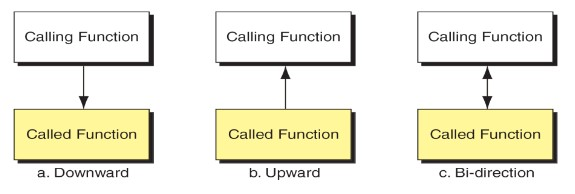 Calling Function
Calling Function
Calling Function
Called Function
Called Function
Called Function
a. Downward
b. Upward
c. Bi-direction